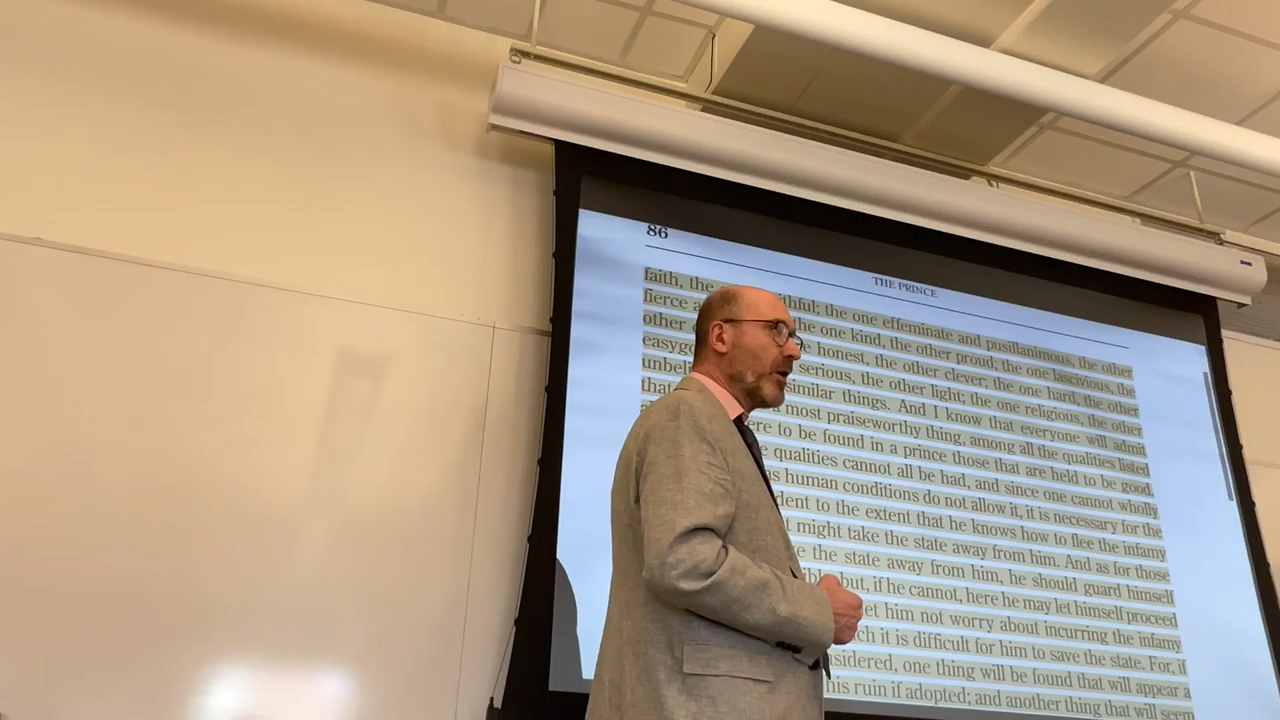 86
THE PRINCE
faith, the thful; the one effeminate and pusillanimous, the other
fierce a he one kind, the other proud; the one lascivious, the
other e honest, the other clever; the one hard, the other
easygo serious, the other light; the one religious, the other
unbeli similar things. And I know that everyone will admit
that a most praiseworthy thing, among all the qualities listed
ere to be found in a prince those that are held to be good.
e qualities cannot all be had, and since one cannot wholly
as human conditions do not allow it, it is necessary for the
dent to the extent that he knows how to flee the infamy
t might take the state away from him. And as for those
e the state away from him, he should guard himself
ible, but, if he cannot, here he may let himself proceed
let him not worry about incurring the infamy
ch it is difficult for him to save the state. For, if
nsidered, one thing will be found that will appear a
his ruin if adopted; and another thing that will seem